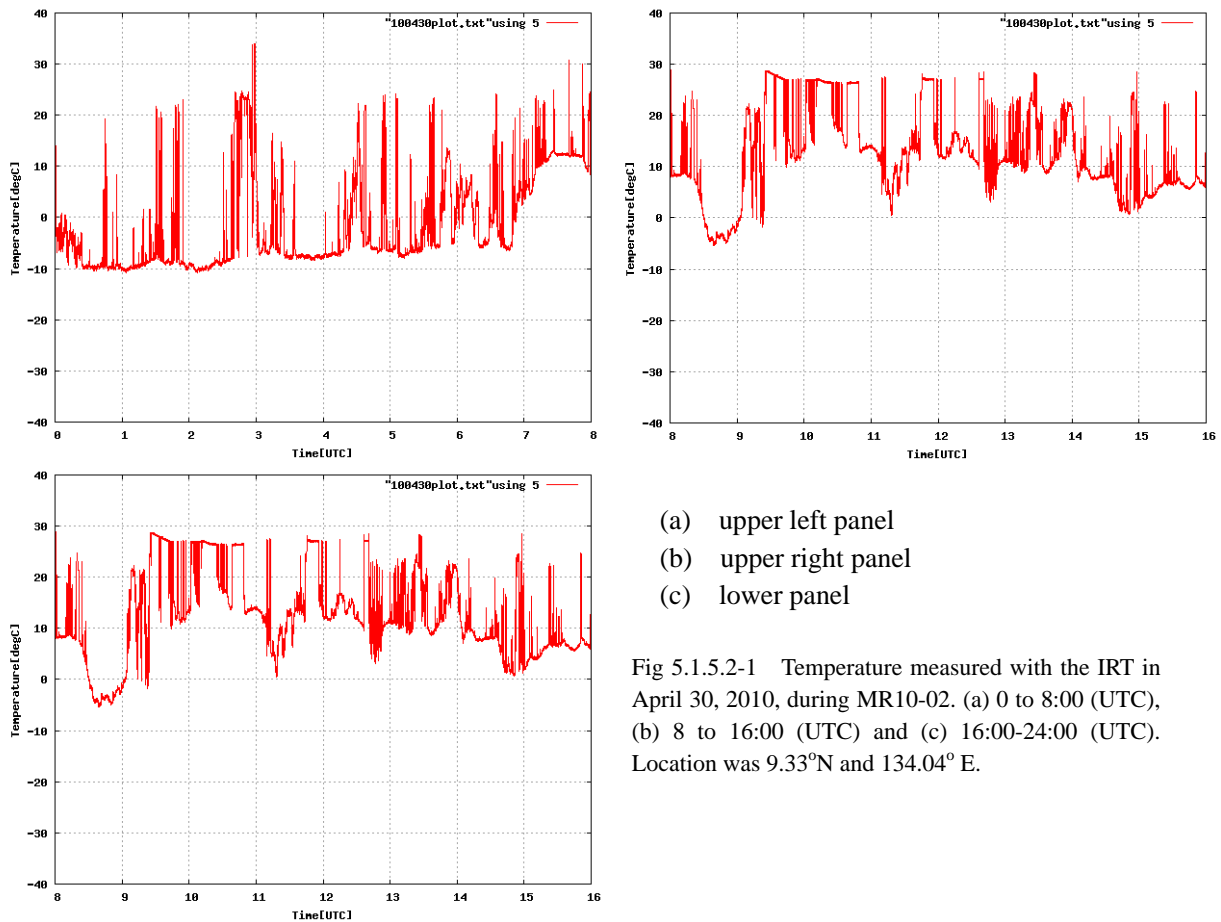 "100430plot.txt"using 5
Temperature[degC]
40
30
20
10
0
-10
-20
-30
-40
0 1 2 3 4 5 6 7 8
Time[UTC]
"100430plot.txt"using 5
Temperature[degC]
40
30
20
10
0
-10
-20
-30
-40
8 9 10 11 12 13 14 15 16
Time[UTC]
"100430plot.txt"using 5
Temperature[degC]
40
30
20
10
0
-10
-20
-30
-40
8 9 10 11 12 13 14 15 16
Time[UTC]
(a) upper left panel
(b) upper right panel
(c) lower panel
Fig 5.1.5.2-1 Temperature measured with the IRT in
April 30, 2010, during MR10-02. (a) 0 to 8:00 (UTC),
(b) 8 to 16:00 (UTC) and (c) 16:00-24:00 (UTC).
Location was 9.33°N and 134.04° E.